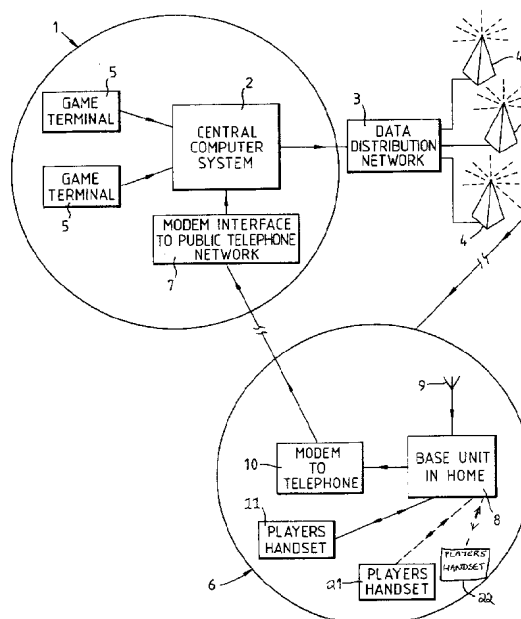 1
5
GAME
TERMINAL
GAME
TERMINAL
5
2
CENTRAL
COMPUTER
SYSTEM
MODEM INTERFACE
TO PUBLIC TELEPHONE
NETWORK
7
3
DATA
DISTRIBUTION
NETWORK
4
4
4
9
10
MODEM
TO
TELEPHONE
BASE UNIT
IN HOME
8
11
PLAYERS
HANDSET
6
21
PLAYERS
HANDSET
PLAYERS
HANDSET
22